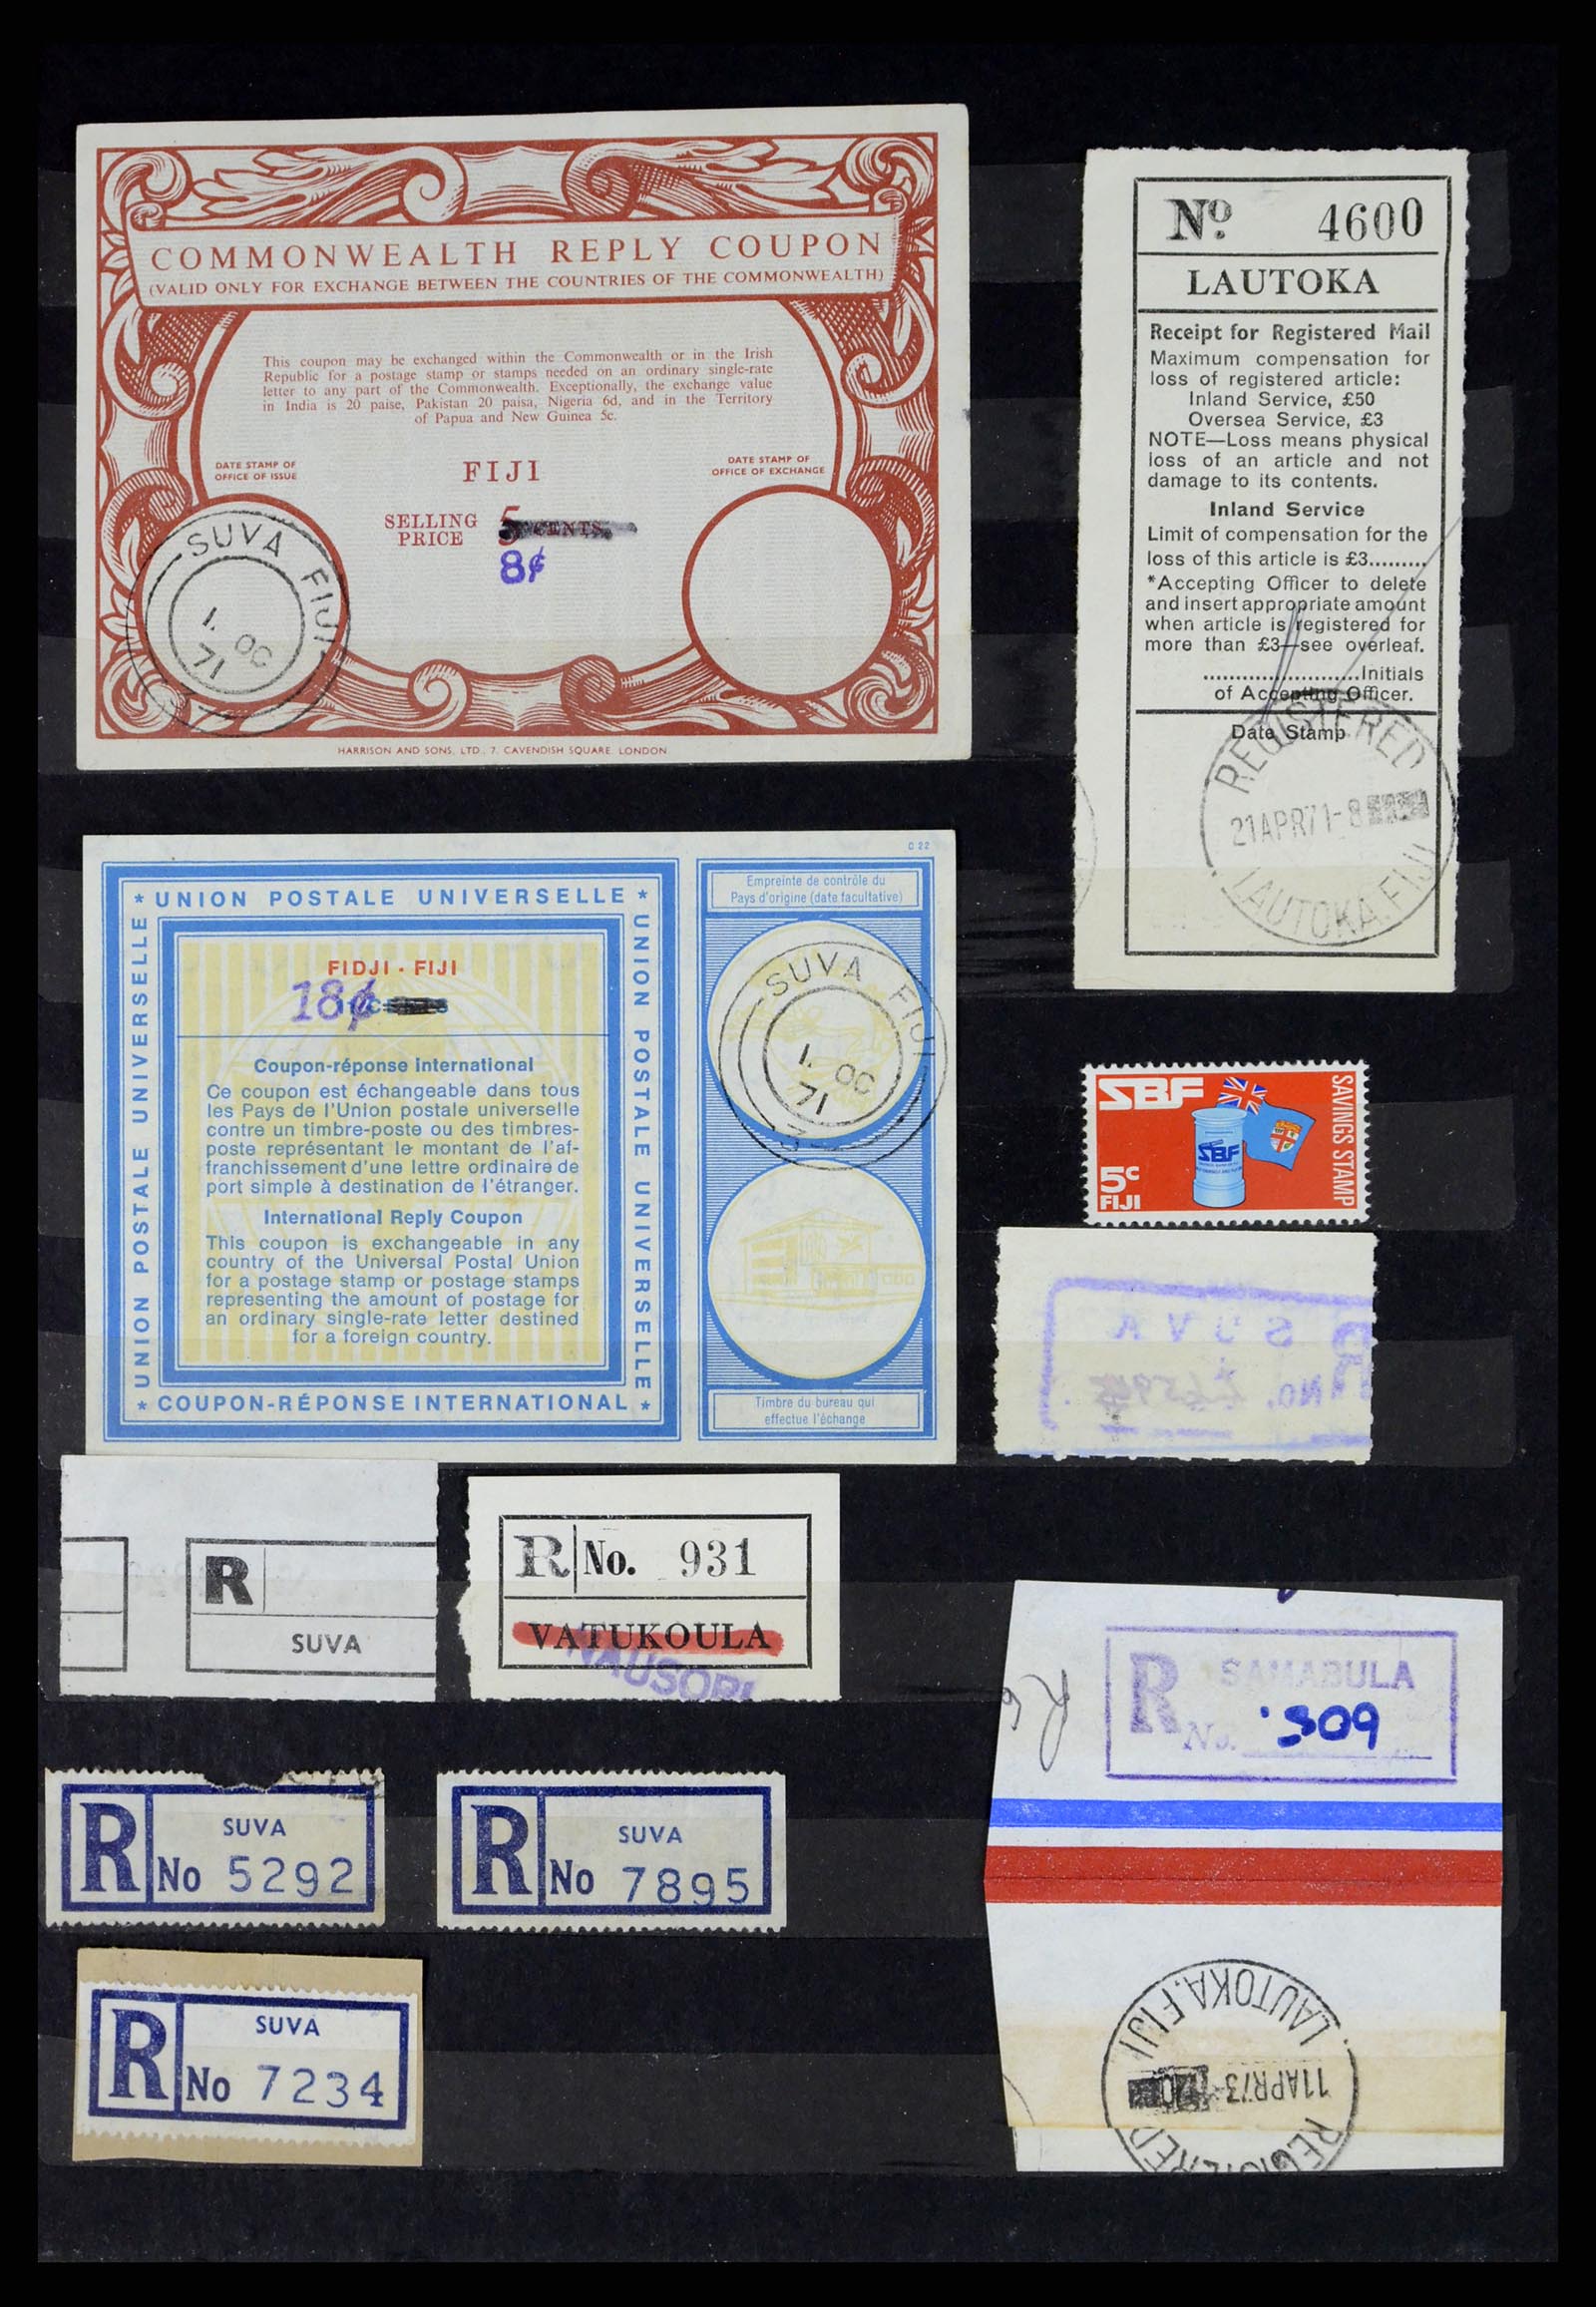 COMMONWEALTH REPLY COUPON
(VALID ONLY FOR EXCHANGE BETWEEN THE COUNTRIES OF THE COMMONWEALTH)
This coupon may be exchanged within the Commonwealth or in the Irish
Republic for a postage stamp or stamps needed on an ordinary single-rate
letter to any part of the Commonwealth. Exceptionally, the exchange value
in India is 20 paise, Pakistan 20 paisa, Nigeria 6d, and in the Territory
of Papua and New Guinea 5c.
DATE STAMP OF
OFFICE OF ISSUE
FIJI
DATE STAMP OF
OFFICE OF EXCHANGE
SELLING
PRICE
5 CENTS
8¢
SUVA FIJI
1. OC
71
3
HARRISON AND SONS, LTD., 7, CAVENDISH SQUARE, LONDON
No. 4600
LAUTOKA
Receipt for Registered Mail
Maximum compensation for
loss of registered article:
Inland Service, £50
Oversea Service, £3
NOTE—Loss means physical
loss of an article and not
damage to its contents.
Inland Service
Limit of compensation for the
loss of this article is £3.........
*Accepting Officer to delete
and insert appropriate amount
when article is registered for
more than £3—see overleaf.
.........................Initials
of Accepting Officer.
Date Stamp
REGISTERED
21APR71-8
LAUTOKA.FIJI
C 22
* UNION POSTALE UNIVERSELLE *
UNION POSTALE UNIVERSELLE
UNION POSTALE UNIVERSELLE
FIDJI - FIJI
18¢
Coupon-réponse international
Ce coupon est échangeable dans tous
les Pays de l'Union postale universelle
contre un timbre-poste ou des timbres-
poste représentant le montant de l'af-
franchissement d'une lettre ordinaire de
port simple à destination de l'étranger.
International Reply Coupon
This coupon is exchangeable in any
country of the Universal Postal Union
for a postage stamp or postage stamps
representing the amount of postage for
an ordinary single-rate letter destined
for a foreign country.
* COUPON-RÉPONSE INTERNATIONAL *
Empreinte de contrôle du
Pays d'origine (date facultative)
SUVA FIJI
1. OC
71
3
Timbre du bureau qui
effectue l'échange
SBF
SAVINGS STAMP
SBF
5c
FIJI
R SUVA
No.
R
SUVA
R No. 931
VATUKOULA
NAUSORI
R SAMABULA
No. 309
R SUVA
No 5292
R SUVA
No 7895
R SUVA
No 7234
LAUTOKA.FIJI
11APR73
REGISTERED